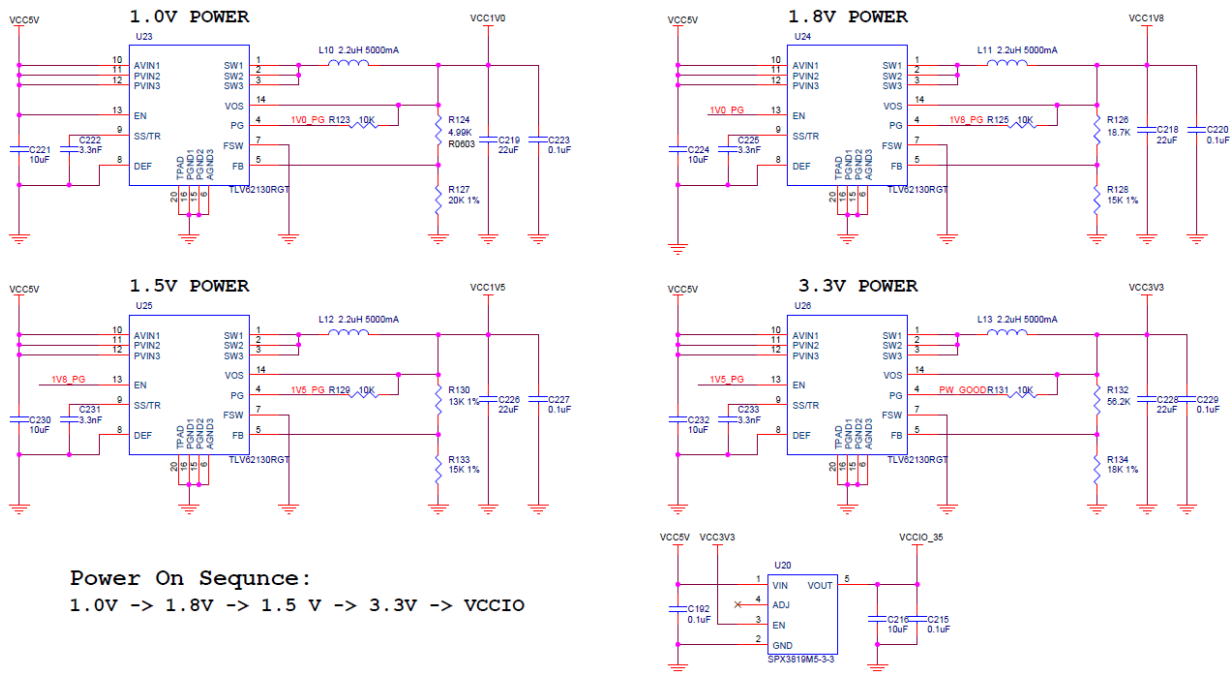 1.0V POWER
VCC5V
VCC1V0
U23
L10 2.2uH 5000mA
10 AVIN1
11 PVIN2
12 PVIN3
13 EN
9 SS/TR
8 DEF
SW1 1
SW2 2
SW3 3
VOS 14
PG 4
FSW 7
FB 5
1V0_PG R123 10K
TPAD PGND1 PGND2 AGND3
20 16 15 6
TLV62130RGT
C221
10uF
C222
3.3nF
R124
4.99K
R0603
R127
20K 1%
C219
22uF
C223
0.1uF
1.8V POWER
VCC5V
VCC1V8
U24
L11 2.2uH 5000mA
10 AVIN1
11 PVIN2
12 PVIN3
1V0_PG 13 EN
9 SS/TR
8 DEF
SW1 1
SW2 2
SW3 3
VOS 14
PG 4
FSW 7
FB 5
1V8_PG R125 10K
TPAD PGND1 PGND2 AGND3
20 16 15 6
TLV62130RGT
C224
10uF
C225
3.3nF
R126
18.7K
R128
15K 1%
C218
22uF
C220
0.1uF
1.5V POWER
VCC5V
VCC1V5
U25
L12 2.2uH 5000mA
10 AVIN1
11 PVIN2
12 PVIN3
1V8_PG 13 EN
9 SS/TR
8 DEF
SW1 1
SW2 2
SW3 3
VOS 14
PG 4
FSW 7
FB 5
1V5_PG R129 10K
TPAD PGND1 PGND2 AGND3
20 16 15 6
TLV62130RGT
C230
10uF
C231
3.3nF
R130
13K 1%
R133
15K 1%
C226
22uF
C227
0.1uF
3.3V POWER
VCC5V
VCC3V3
U26
L13 2.2uH 5000mA
10 AVIN1
11 PVIN2
12 PVIN3
1V5_PG 13 EN
9 SS/TR
8 DEF
SW1 1
SW2 2
SW3 3
VOS 14
PG 4
FSW 7
FB 5
PW_GOOD R131 10K
TPAD PGND1 PGND2 AGND3
20 16 15 6
TLV62130RGT
C232
10uF
C233
3.3nF
R132
56.2K
R134
18K 1%
C228
22uF
C229
0.1uF
Power On Sequnce:
1.0V -> 1.8V -> 1.5 V -> 3.3V -> VCCIO
VCC5V VCC3V3
VCCIO_35
U20
1 VIN VOUT 5
4 ADJ
3 EN
2 GND
SPX3819M5-3-3
C192
0.1uF
C216
10uF
C215
0.1uF